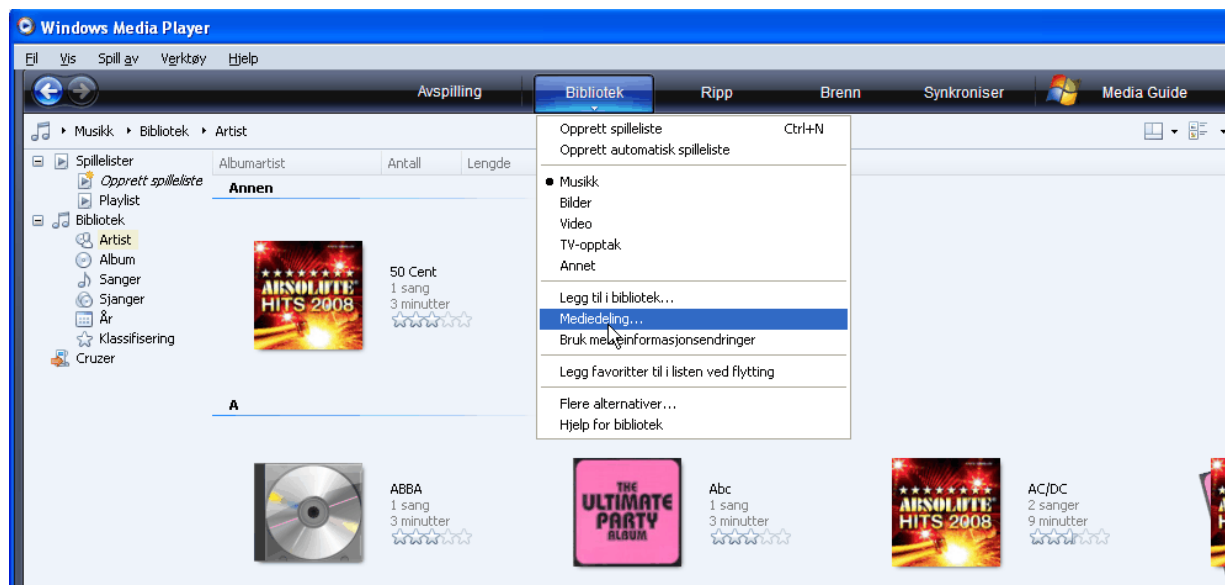 Windows Media Player
Fil Vis Spill av Verktøy Hjelp
Avspilling Bibliotek Ripp Brenn Synkroniser Media Guide
Musikk Bibliotek Artist
Opprett spilleliste Ctrl+N
Opprett automatisk spilleliste
Musikk
Bilder
Video
TV-opptak
Annet
Legg til i bibliotek...
Mediedeling...
Bruk medieinformasjonsendringer
Legg favoritter til i listen ved flytting
Flere alternativer...
Hjelp for bibliotek
Spillelister
Opprett spilleliste
Playlist
Bibliotek
Artist
Album
Sanger
Sjanger
År
Klassifisering
Cruzer
Albumartist Antall Lengde
Annen
ABSOLUTE
HITS 2008
50 Cent
1 sang
3 minutter
A
ABBA
1 sang
3 minutter
THE
ULTIMATE
PARTY
ALBUM
Abc
1 sang
3 minutter
ABSOLUTE
HITS 2008
AC/DC
2 sanger
9 minutter